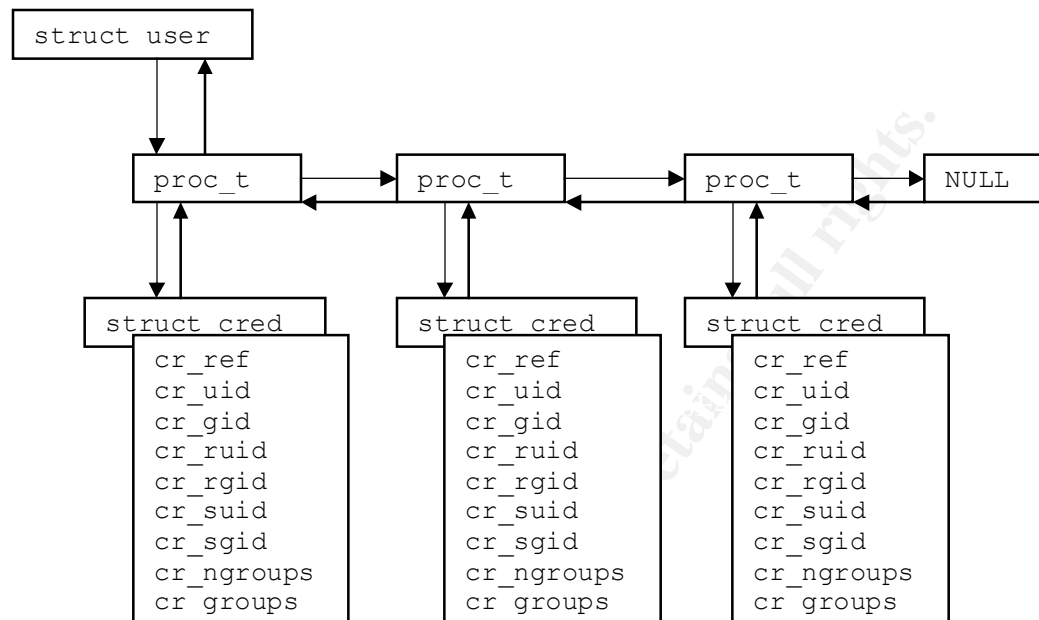 struct user
proc_t proc_t proc_t NULL
struct cred struct cred struct cred
cr_ref cr_ref cr_ref
cr_uid cr_uid cr_uid
cr_gid cr_gid cr_gid
cr_ruid cr_ruid cr_ruid
cr_rgid cr_rgid cr_rgid
cr_suid cr_suid cr_suid
cr_sgid cr_sgid cr_sgid
cr_ngroups cr_ngroups cr_ngroups
cr_groups cr_groups cr_groups
full rights.